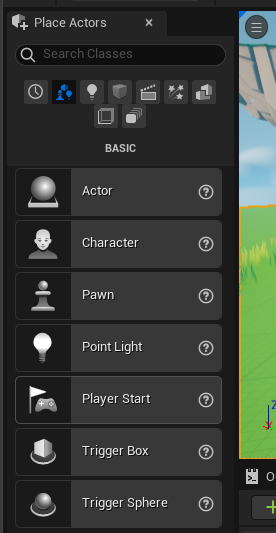 Place Actors
Search Classes
BASIC
Actor
Character
Pawn
Point Light
Player Start
Trigger Box
Trigger Sphere